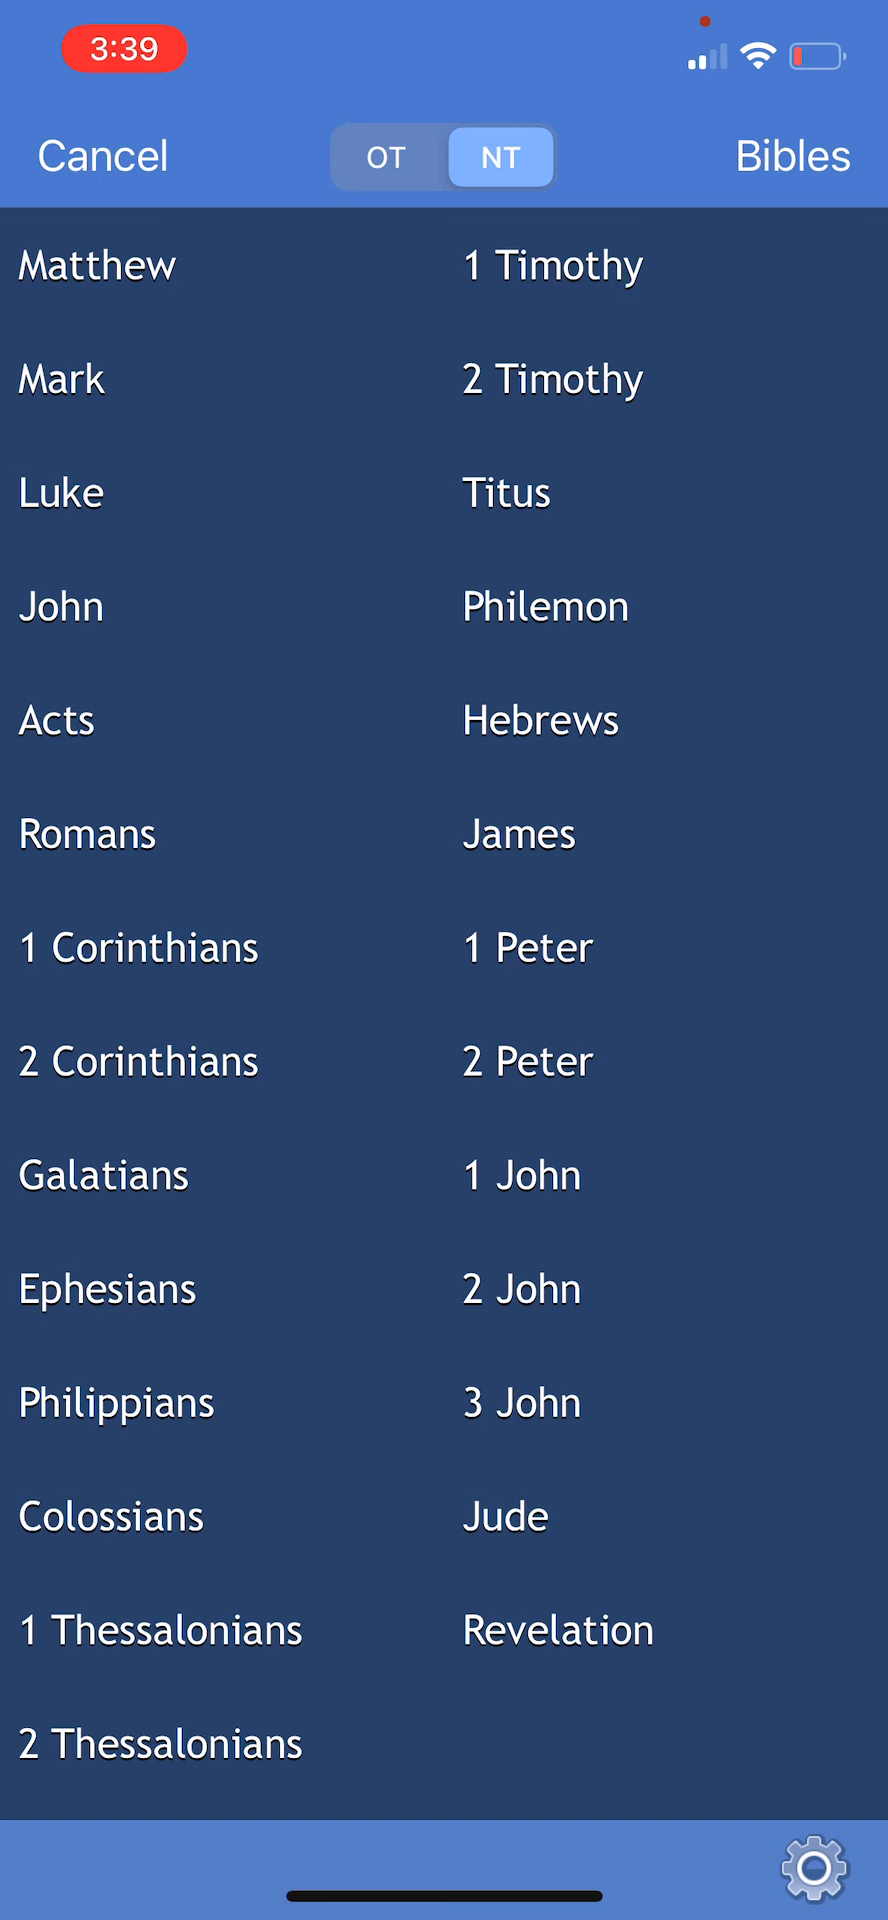 3:39
Cancel OT NT Bibles
Matthew
Mark
Luke
John
Acts
Romans
1 Corinthians
2 Corinthians
Galatians
Ephesians
Philippians
Colossians
1 Thessalonians
2 Thessalonians
1 Timothy
2 Timothy
Titus
Philemon
Hebrews
James
1 Peter
2 Peter
1 John
2 John
3 John
Jude
Revelation